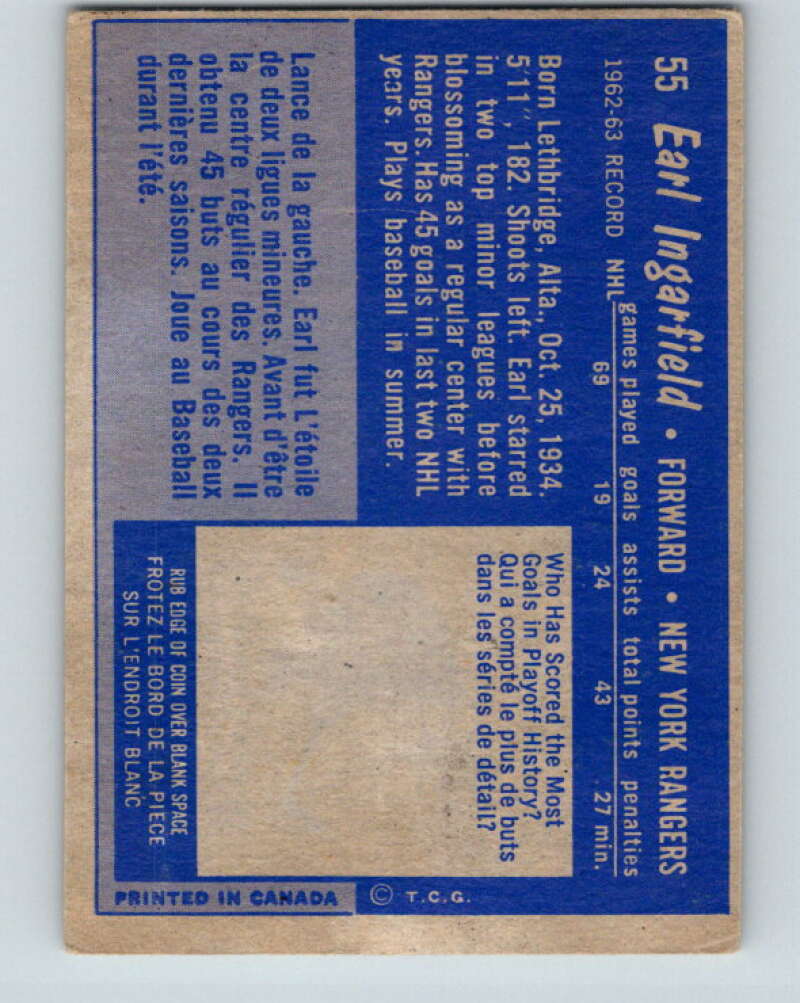 55 Earl Ingarfield • FORWARD • NEW YORK RANGERS
1962-63 RECORD games played goals assists total points penalties
NHL 69 19 24 43 27 min.
Born Lethbridge, Alta., Oct. 25, 1934.
5'11", 182. Shoots left. Earl starred
in two top minor leagues before
blossoming as a regular center with
Rangers. Has 45 goals in last two NHL
years. Plays baseball in summer.
Lance de la gauche. Earl fut L'étoile
de deux ligues mineures. Avant d'être
la centre régulier des Rangers. Il
obtenu 45 buts au cours des deux
dernières saisons. Joue au Baseball
durant l'été.
Who Has Scored the Most
Goals in Playoff History?
Qui a compté le plus de buts
dans les séries de détail?
RUB EDGE OF COIN OVER BLANK SPACE
FROTEZ LE BORD DE LA PIECE
SUR L'ENDROIT BLANC
© T.C.G.
PRINTED IN CANADA